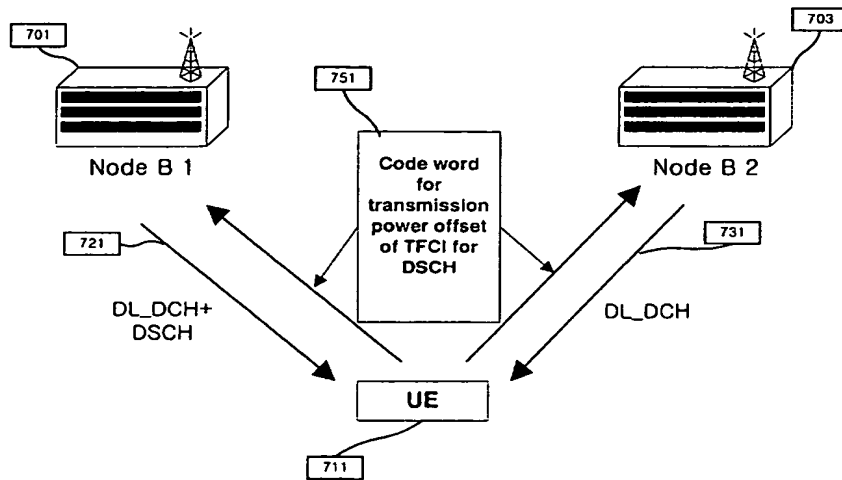 701
703
751
Node B 1
Node B 2
Code word
for
transmission
power offset
of TFCI for
DSCH
721
731
DL_DCH+
DSCH
DL_DCH
UE
711